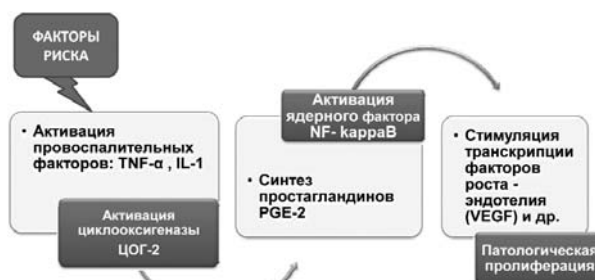 ФАКТОРЫ
РИСКА
• Активация
провоспалительных
факторов: TNF-α , IL-1
Активация
циклооксигеназы
ЦОГ-2
Активация
ядерного фактора
NF- kappaB
• Синтез
простагландинов
PGE-2
• Стимуляция
транскрипции
факторов
роста -
эндотелия
(VEGF) и др.
Патологическая
пролиферация